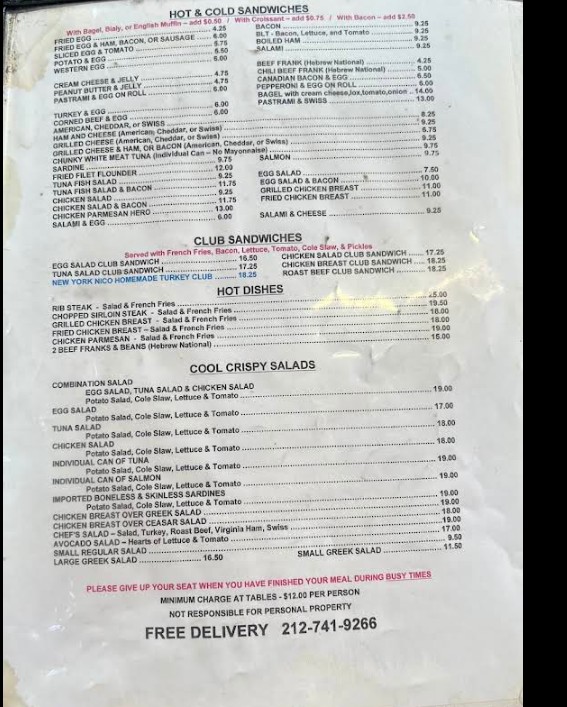 HOT & COLD SANDWICHES
With Bagel, Bialy, or English Muffin – add $0.50 / With Croissant – add $0.75 / With Bacon – add $2.50
FRIED EGG 4.25
FRIED EGG & HAM, BACON, OR SAUSAGE 6.00
SLICED EGG & TOMATO 5.75
POTATO & EGG 5.50
WESTERN EGG 6.00
CREAM CHEESE & JELLY 4.75
PEANUT BUTTER & JELLY 4.75
PASTRAMI & EGG ON ROLL 6.00
TURKEY & EGG 6.00
CORNED BEEF & EGG 6.00
BACON 9.25
BLT - Bacon, Lettuce, and Tomato 9.25
BOILED HAM 9.25
SALAMI 9.25
BEEF FRANK (Hebrew National) 4.25
CHILI BEEF FRANK (Hebrew National) 5.00
CANADIAN BACON & EGG 6.50
PEPPERONI & EGG ON ROLL 6.00
BAGEL with cream cheese,lox,tomato,onion 14.00
PASTRAMI & SWISS 13.00
AMERICAN, CHEDDAR, or SWISS 8.25
HAM AND CHEESE (American, Cheddar, or Swiss) 9.25
GRILLED CHEESE (American, Cheddar, or Swiss) 6.75
GRILLED CHEESE & HAM, OR BACON (American, Cheddar, or Swiss) 9.25
CHUNKY WHITE MEAT TUNA (Individual Can – No Mayonnaise) 9.75
SARDINE 9.75
SALMON 9.75
FRIED FILET FLOUNDER 12.00
TUNA FISH SALAD 9.25
TUNA FISH SALAD & BACON 11.75
CHICKEN SALAD 9.25
CHICKEN SALAD & BACON 11.75
CHICKEN PARMESAN HERO 13.00
SALAMI & EGG 6.00
EGG SALAD 7.50
EGG SALAD & BACON 10.00
GRILLED CHICKEN BREAST 11.00
FRIED CHICKEN BREAST 11.00
SALAMI & CHEESE 9.25
CLUB SANDWICHES
Served with French Fries, Bacon, Lettuce, Tomato, Cole Slaw, & Pickles
EGG SALAD CLUB SANDWICH 16.50
TUNA SALAD CLUB SANDWICH 17.25
NEW YORK NICO HOMEMADE TURKEY CLUB 18.25
CHICKEN SALAD CLUB SANDWICH 17.25
CHICKEN BREAST CLUB SANDWICH 18.25
ROAST BEEF CLUB SANDWICH 18.25
HOT DISHES
RIB STEAK - Salad & French Fries 25.00
CHOPPED SIRLOIN STEAK - Salad & French Fries 19.50
GRILLED CHICKEN BREAST - Salad & French Fries 18.00
FRIED CHICKEN BREAST – Salad & French Fries 18.00
CHICKEN PARMESAN - Salad & French Fries 19.00
2 BEEF FRANKS & BEANS (Hebrew National) 15.00
COOL CRISPY SALADS
COMBINATION SALAD
EGG SALAD, TUNA SALAD & CHICKEN SALAD
Potato Salad, Cole Slaw, Lettuce & Tomato 19.00
EGG SALAD
Potato Salad, Cole Slaw, Lettuce & Tomato 17.00
TUNA SALAD
Potato Salad, Cole Slaw, Lettuce & Tomato 18.00
CHICKEN SALAD
Potato Salad, Cole Slaw, Lettuce & Tomato 18.00
INDIVIDUAL CAN OF TUNA
Potato Salad, Cole Slaw, Lettuce & Tomato 19.00
INDIVIDUAL CAN OF SALMON
Potato Salad, Cole Slaw, Lettuce & Tomato 19.00
IMPORTED BONELESS & SKINLESS SARDINES
Potato Salad, Cole Slaw, Lettuce & Tomato 19.00
CHICKEN BREAST OVER GREEK SALAD 19.00
CHICKEN BREAST OVER CEASAR SALAD 18.00
CHEF'S SALAD – Salad, Turkey, Roast Beef, Virginia Ham, Swiss 19.00
AVOCADO SALAD – Hearts of Lettuce & Tomato 17.00
SMALL REGULAR SALAD 9.50
LARGE GREEK SALAD 16.50
SMALL GREEK SALAD 11.50
PLEASE GIVE UP YOUR SEAT WHEN YOU HAVE FINISHED YOUR MEAL DURING BUSY TIMES
MINIMUM CHARGE AT TABLES - $12.00 PER PERSON
NOT RESPONSIBLE FOR PERSONAL PROPERTY
FREE DELIVERY 212-741-9266